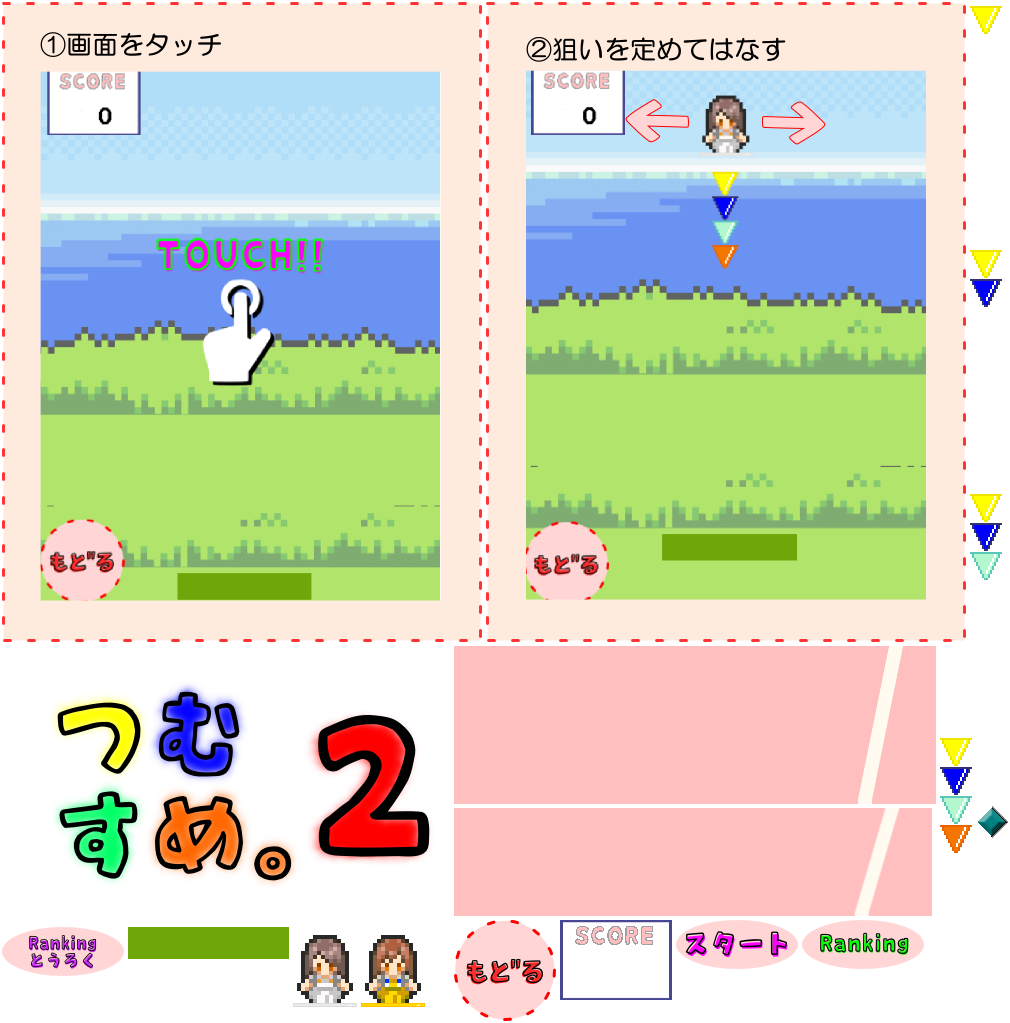 ①画面をタッチ
SCORE
0
TOUCH!!
もど"る
②狙いを定めてはなす
SCORE
0
もど"る
つむ
すめ。
2
Ranking
とうろく
もど"る
SCORE
スタート
Ranking